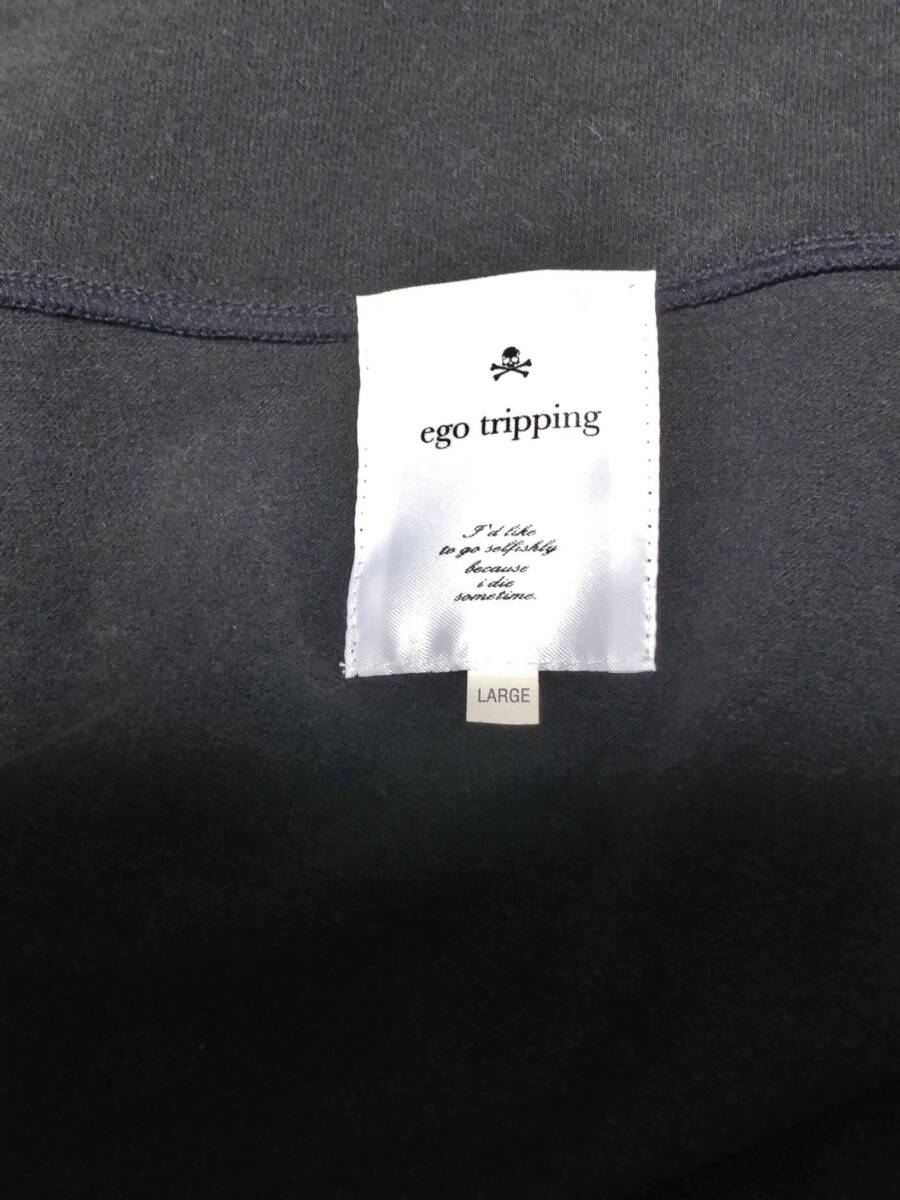 ego tripping
I'd like
to go selfishly
because
i die
sometime.
LARGE